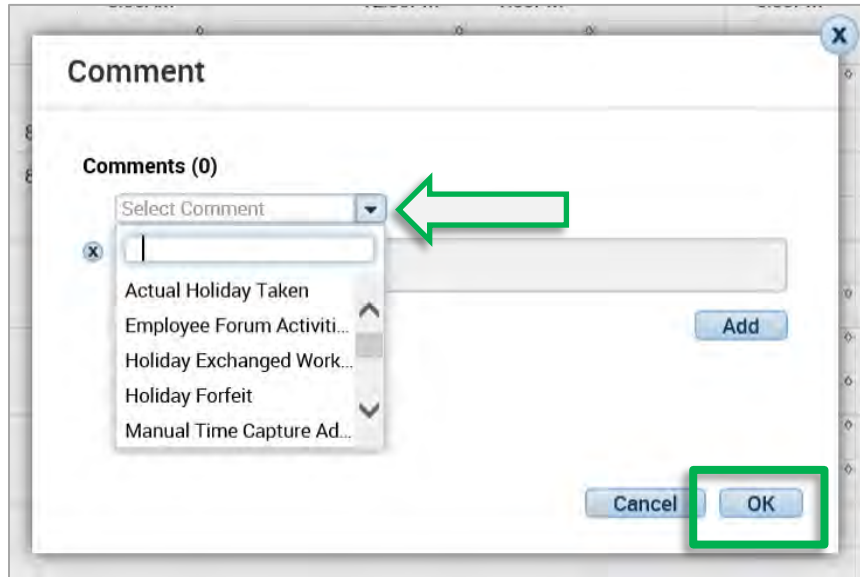 X
Comment
Comments (0)
Select Comment
x
Actual Holiday Taken
Employee Forum Activiti...
Add
Holiday Exchanged Work...
Holiday Forfeit
Manual Time Capture Ad...
Cancel OK